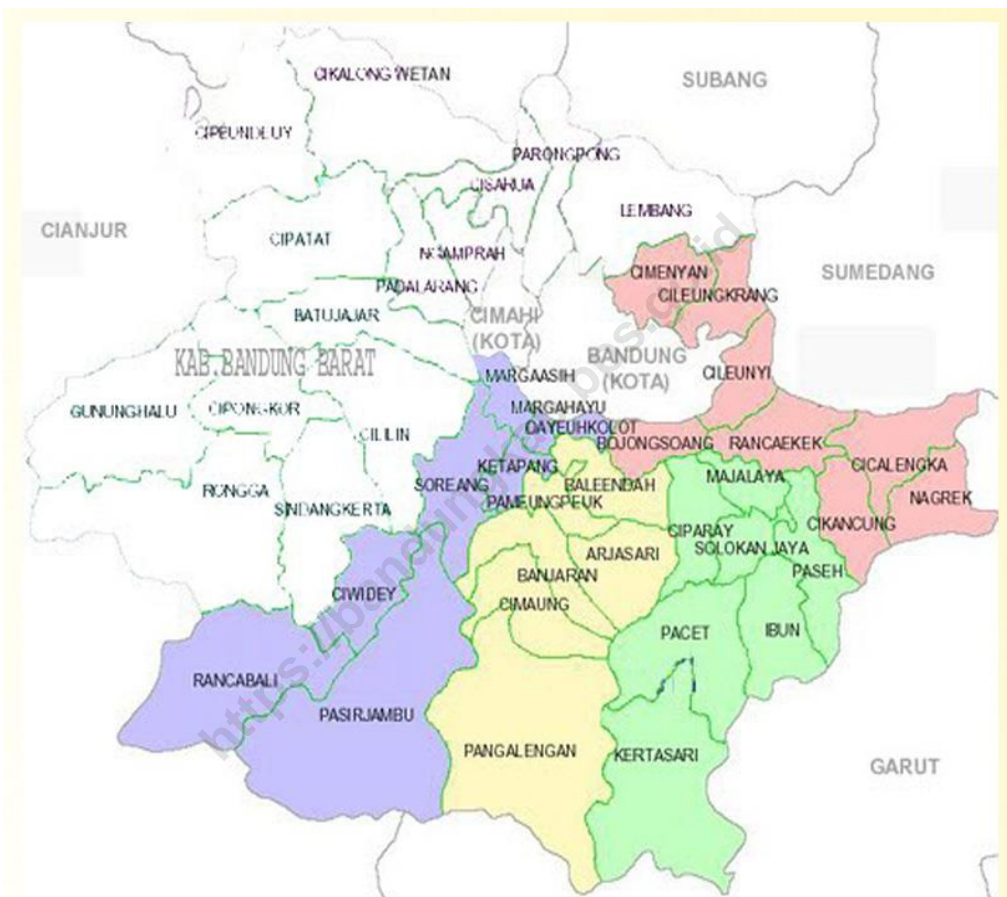 CIKALONG WETAN
SUBANG
CIPEUNDEUY
PARONGPONG
CISARUA
LEMBANG
CIANJUR
CIPATAT
NGAMPRAH
CIMENYAN
SUMEDANG
PADALARANG
CILEUNGKRANG
BATUJAJAR
CIMAHI
(KOTA)
BANDUNG
(KOTA)
KAB.BANDUNG BARAT
MARGAASIH
CILEUNYI
GUNUNGHALU
CIPONGKOR
MARGAHAYU
CILILIN
DAYEUHKOLOT
BOJONGSOANG
RANCAEKEK
KETAPANG
CICALENGKA
RONGGA
SOREANG
BALEENDAH
MAJALAYA
NAGREK
SINDANGKERTA
PAMEUNGPEUK
CIKANCUNG
CIPARAY
SOLOKAN JAYA
ARJASARI
PASEH
BANJARAN
CIWIDEY
CIMAUNG
PACET
IBUN
RANCABALI
PASIRJAMBU
PANGALENGAN
KERTASARI
GARUT